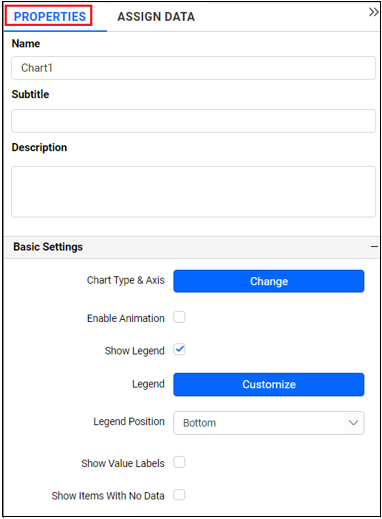 PROPERTIES ASSIGN DATA
Name
Chart1
Subtitle
Description
Basic Settings
Chart Type & Axis Change
Enable Animation
Show Legend
Legend Customize
Legend Position Bottom
Show Value Labels
Show Items With No Data